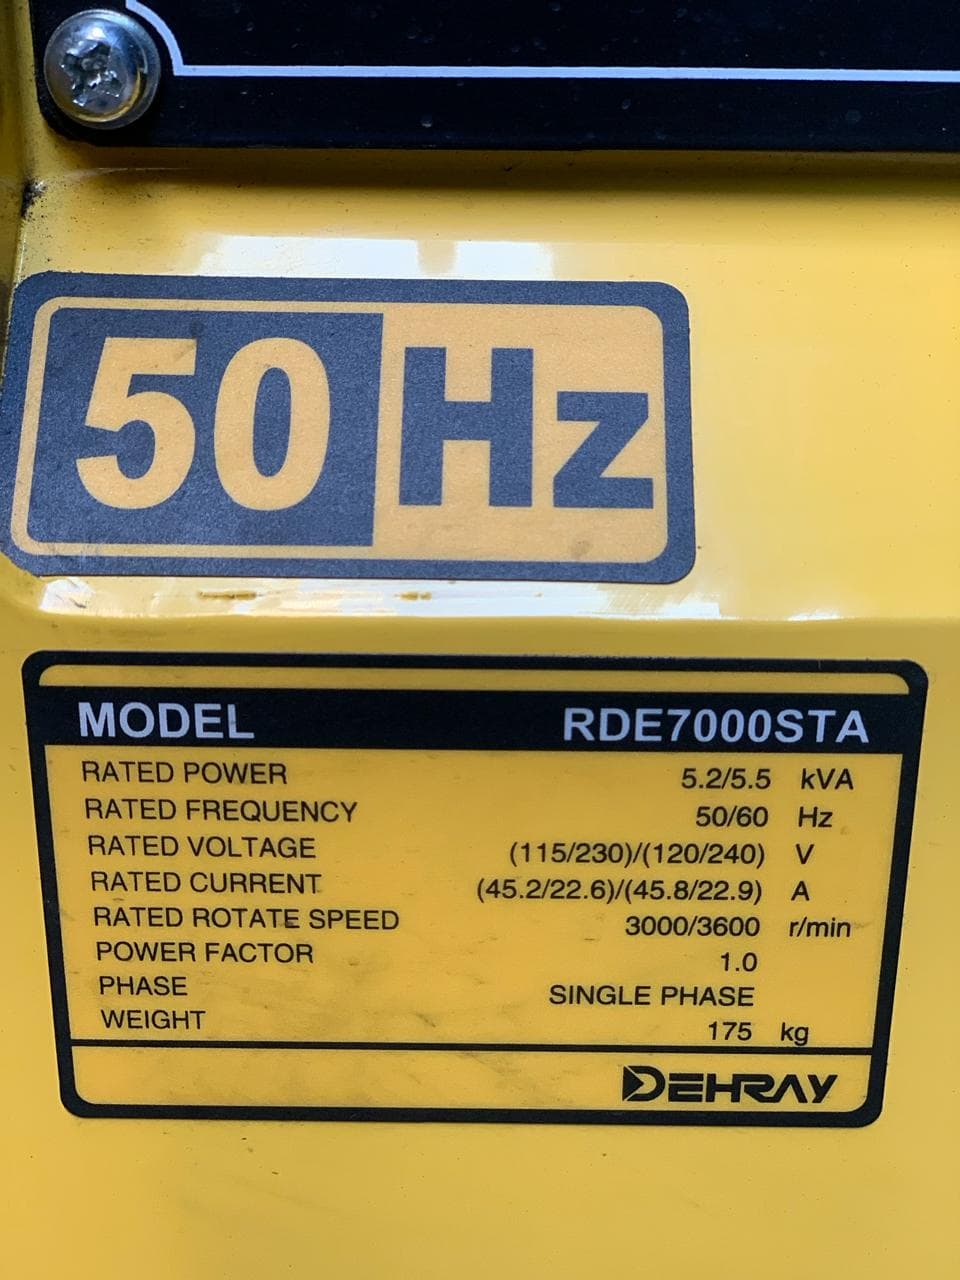 50 Hz
MODEL RDE7000STA
RATED POWER 5.2/5.5 kVA
RATED FREQUENCY 50/60 Hz
RATED VOLTAGE (115/230)/(120/240) V
RATED CURRENT (45.2/22.6)/(45.8/22.9) A
RATED ROTATE SPEED 3000/3600 r/min
POWER FACTOR 1.0
PHASE SINGLE PHASE
WEIGHT 175 kg
DEHRAY